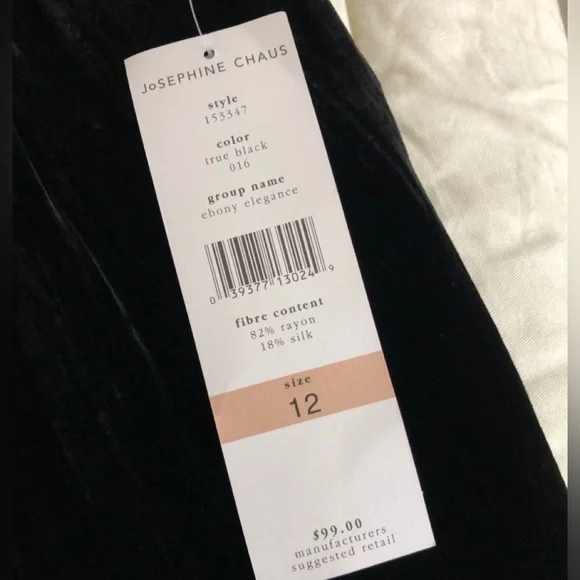 JoSEPHINE CHAUS
style
153347
color
true black
016
group name
ebony elegance
0 39377 13024 9
fibre content
82% rayon
18% silk
size
12
$99.00
manufacturers
suggested retail